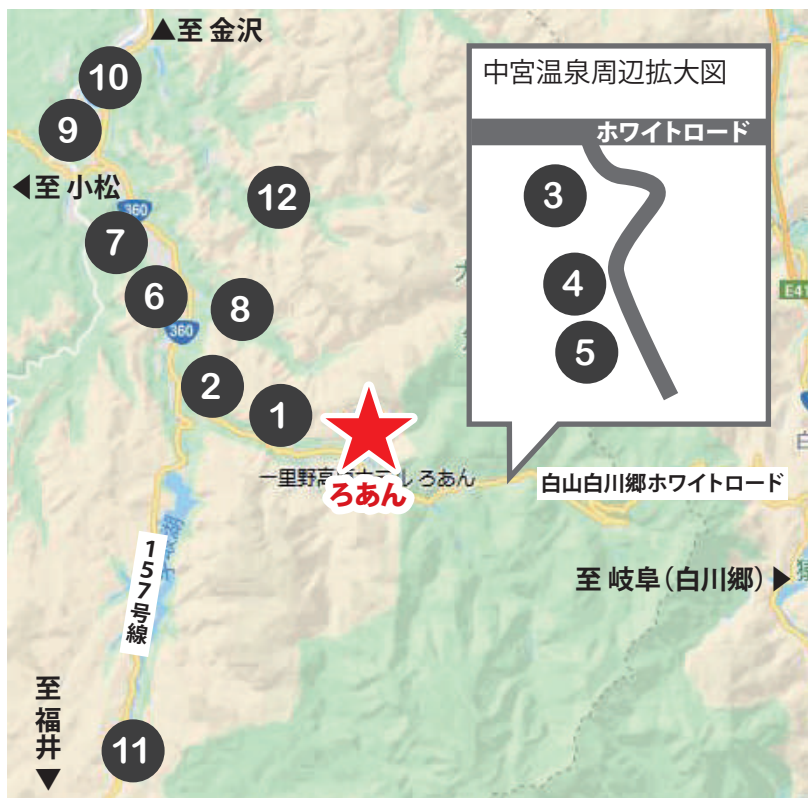 ▲至 金沢
10
9
◀至 小松
360
7
12
6
8
360
2
1
中宮温泉周辺拡大図
ホワイトロード
3
4
5
E41
白
一里野高原ホテル ろあん
ろあん
白山白川郷ホワイトロード
157号線
至 岐阜（白川郷）▶
至 福井 ▼
11